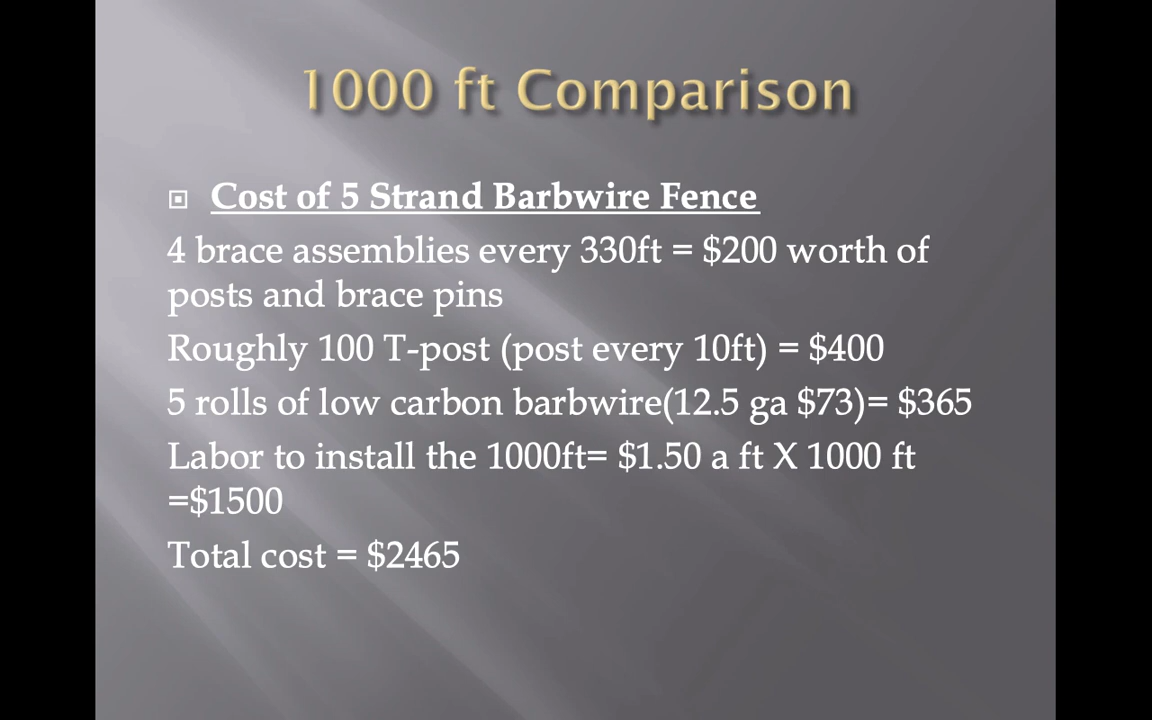 1000 ft Comparison
Cost of 5 Strand Barbwire Fence
4 brace assemblies every 330ft = $200 worth of
posts and brace pins
Roughly 100 T-post (post every 10ft) = $400
5 rolls of low carbon barbwire(12.5 ga $73)= $365
Labor to install the 1000ft= $1.50 a ft X 1000 ft
=$1500
Total cost = $2465